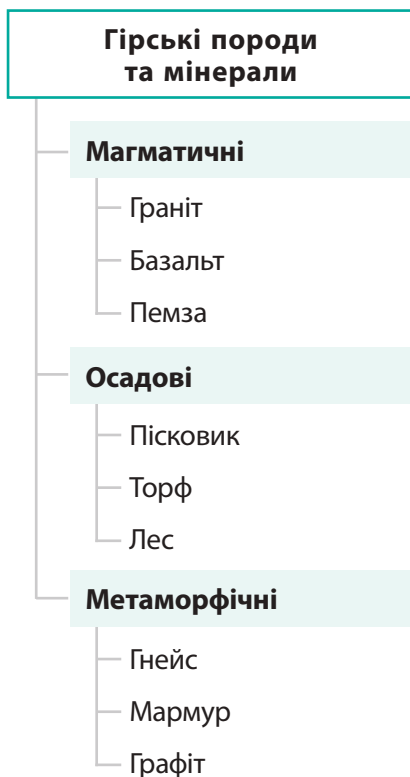 Гірські породи
та мінерали
Магматичні
Граніт
Базальт
Пемза
Осадові
Пісковик
Торф
Лес
Метаморфічні
Гнейс
Мармур
Графіт